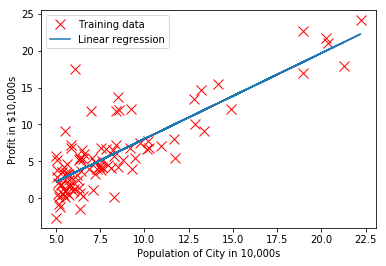 Training data
Linear regression
25
20
15
10
5
0
Profit in $10,000s
5.0 7.5 10.0 12.5 15.0 17.5 20.0 22.5
Population of City in 10,000s